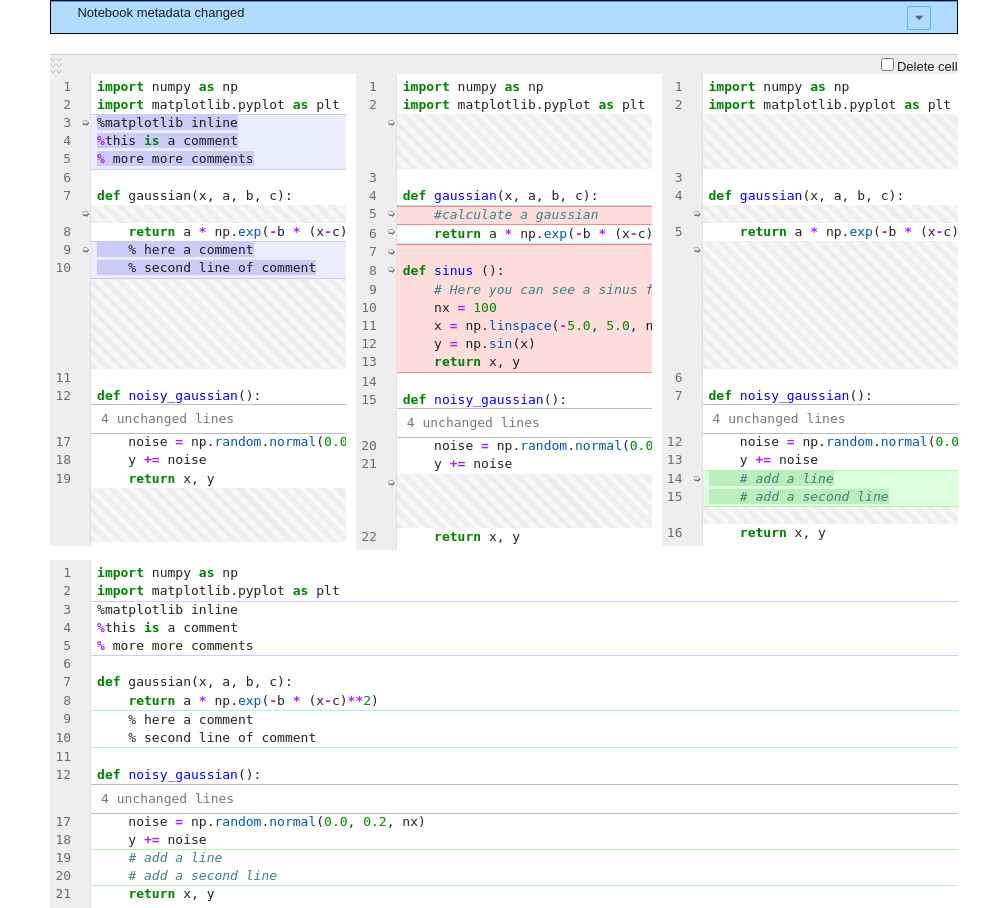 Notebook metadata changed
Delete cell
1 import numpy as np
2 import matplotlib.pyplot as plt
3 %matplotlib inline
4 %this is a comment
5 % more more comments
6
7 def gaussian(x, a, b, c):
8     return a * np.exp(-b * (x-c)
9     % here a comment
10     % second line of comment
11
12 def noisy_gaussian():
4 unchanged lines
17     noise = np.random.normal(0.0
18     y += noise
19     return x, y
1 import numpy as np
2 import matplotlib.pyplot as plt
3
4 def gaussian(x, a, b, c):
5     #calculate a gaussian
6     return a * np.exp(-b * (x-c)
7
8 def sinus ():
9     # Here you can see a sinus f
10     nx = 100
11     x = np.linspace(-5.0, 5.0, n
12     y = np.sin(x)
13     return x, y
14
15 def noisy_gaussian():
4 unchanged lines
20     noise = np.random.normal(0.0
21     y += noise
22     return x, y
1 import numpy as np
2 import matplotlib.pyplot as plt
3
4 def gaussian(x, a, b, c):
5     return a * np.exp(-b * (x-c)
6
7 def noisy_gaussian():
4 unchanged lines
12     noise = np.random.normal(0.0
13     y += noise
14     # add a line
15     # add a second line
16     return x, y
1 import numpy as np
2 import matplotlib.pyplot as plt
3 %matplotlib inline
4 %this is a comment
5 % more more comments
6
7 def gaussian(x, a, b, c):
8     return a * np.exp(-b * (x-c)**2)
9     % here a comment
10     % second line of comment
11
12 def noisy_gaussian():
4 unchanged lines
17     noise = np.random.normal(0.0, 0.2, nx)
18     y += noise
19     # add a line
20     # add a second line
21     return x, y